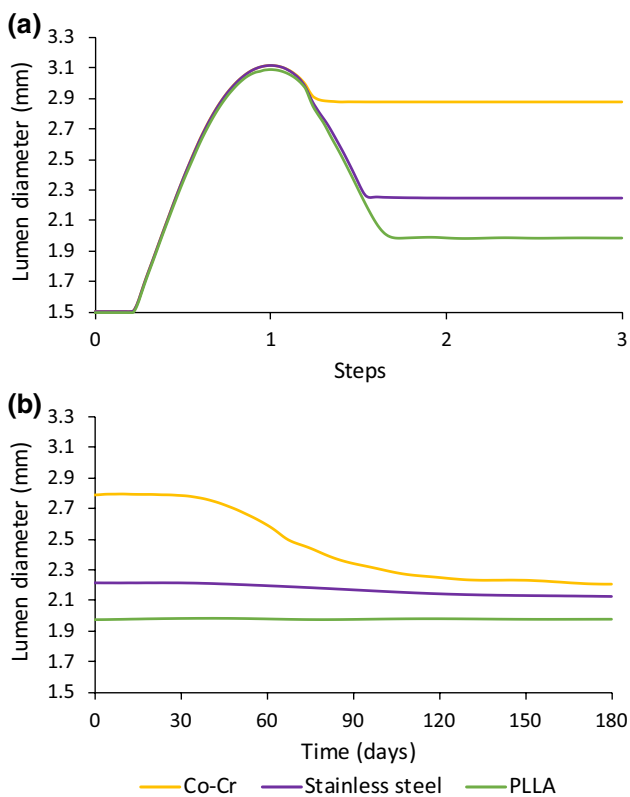 (a)
Lumen diameter (mm)
3.3
3.1
2.9
2.7
2.5
2.3
2.1
1.9
1.7
1.5
0 1 2 3
Steps
(b)
Lumen diameter (mm)
3.3
3.1
2.9
2.7
2.5
2.3
2.1
1.9
1.7
1.5
0 30 60 90 120 150 180
Time (days)
Co-Cr Stainless steel PLLA